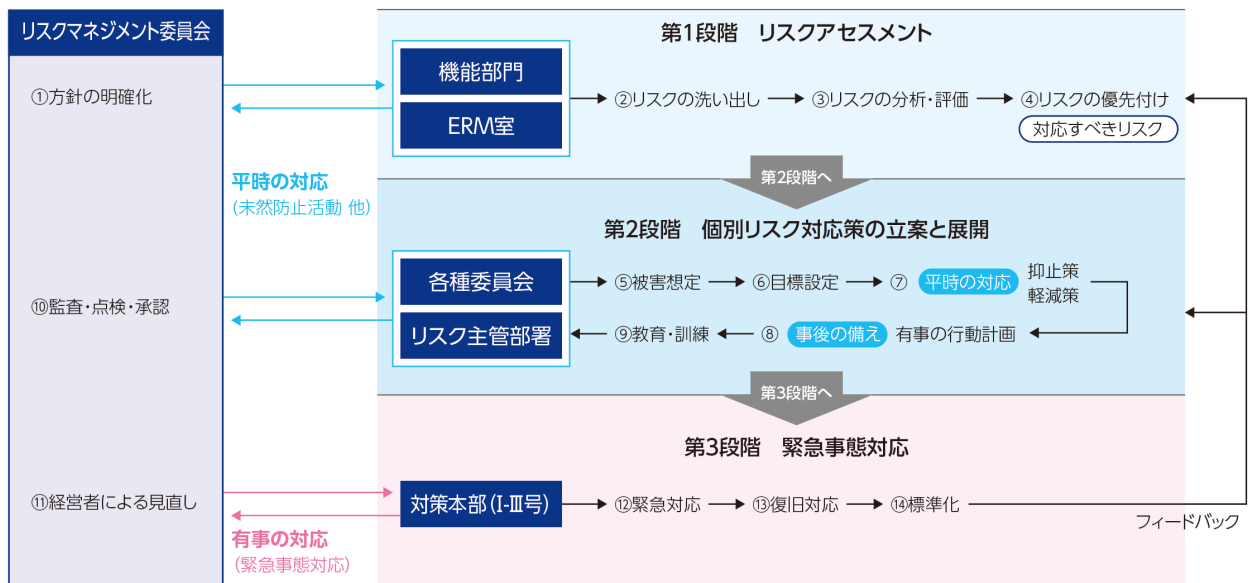 リスクマネジメント委員会
①方針の明確化
⑩監査・点検・承認
⑪経営者による見直し
平時の対応
(未然防止活動 他)
有事の対応
(緊急事態対応)
第1段階 リスクアセスメント
機能部門
ERM室
②リスクの洗い出し
③リスクの分析・評価
④リスクの優先付け
対応すべきリスク
第2段階へ
第2段階 個別リスク対応策の立案と展開
各種委員会
リスク主管部署
⑤被害想定
⑥目標設定
⑦ 平時の対応
抑止策
軽減策
⑧ 事後の備え 有事の行動計画
⑨教育・訓練
第3段階へ
第3段階 緊急事態対応
対策本部(I-Ⅲ号)
⑫緊急対応
⑬復旧対応
⑭標準化
フィードバック